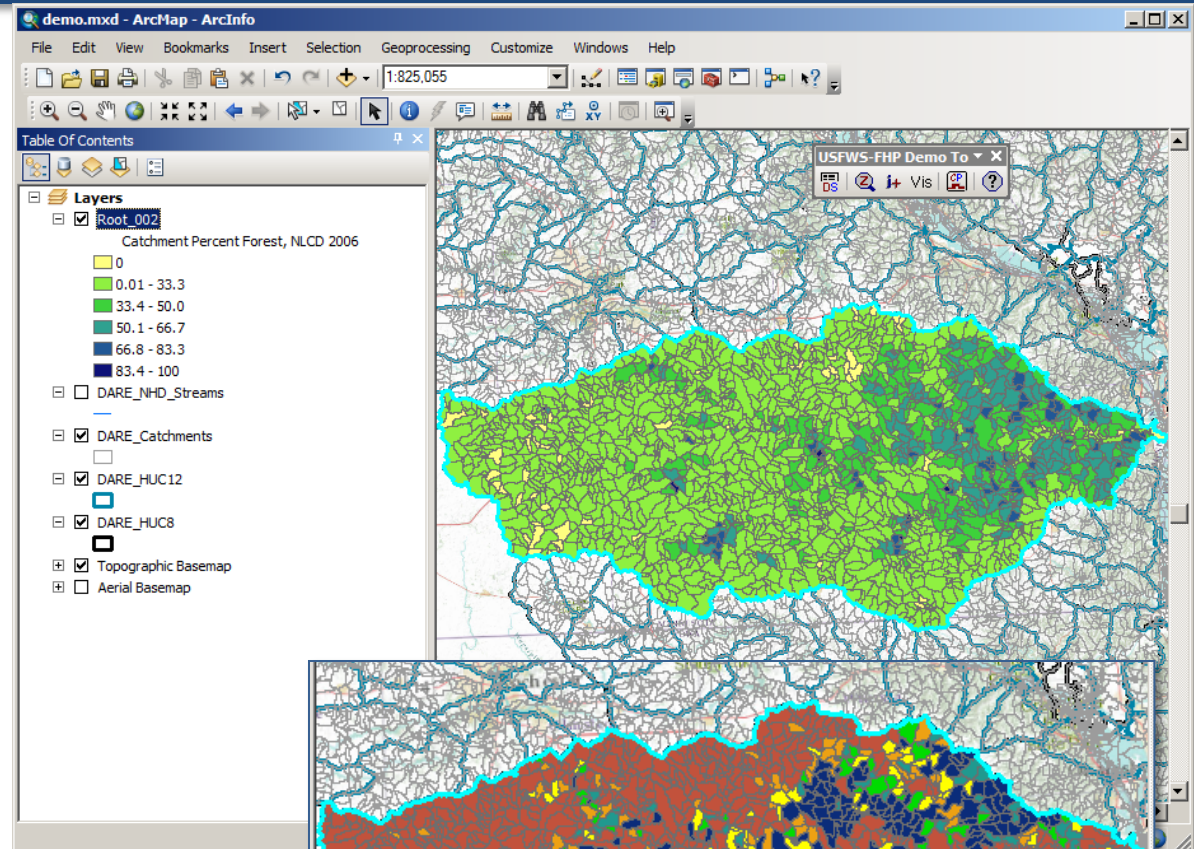 demo.mxd - ArcMap - ArcInfo
File Edit View Bookmarks Insert Selection Geoprocessing Customize Windows Help
1:825,055
XY
Table Of Contents
USFWS-FHP Demo To
DS Z i+ Vis CP ?
Layers
Root_002
Catchment Percent Forest, NLCD 2006
0
0.01 - 33.3
33.4 - 50.0
50.1 - 66.7
66.8 - 83.3
83.4 - 100
DARE_NHD_Streams
DARE_Catchments
DARE_HUC12
DARE_HUC8
Topographic Basemap
Aerial Basemap